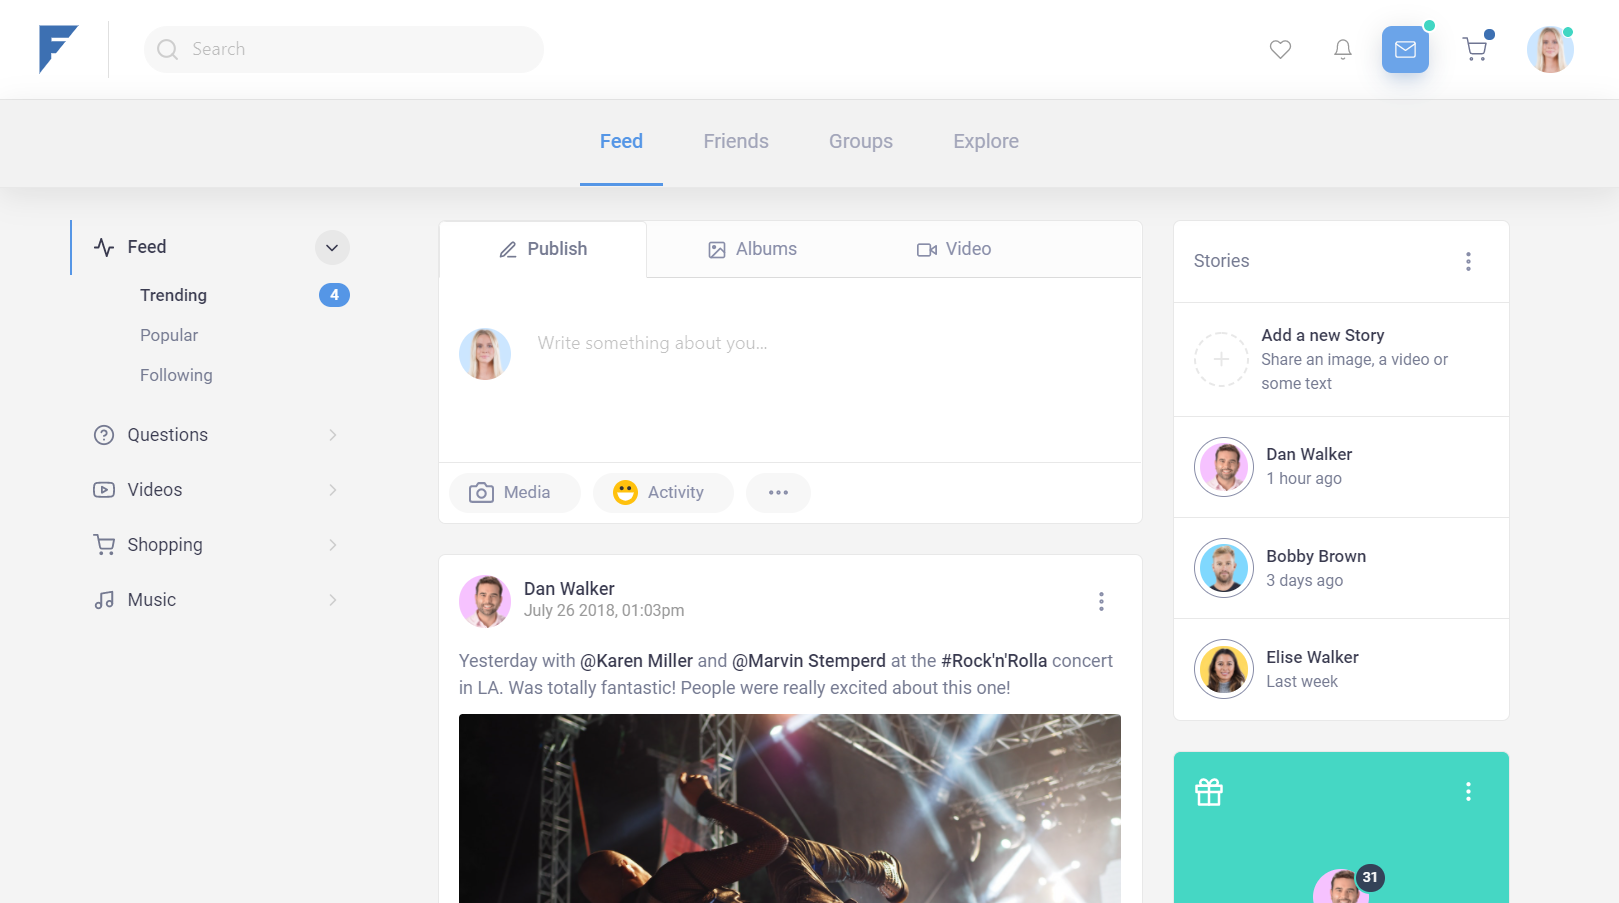 Search
Feed
Friends
Groups
Explore
Feed
Trending
4
Popular
Following
Questions
Videos
Shopping
Music
Publish
Albums
Video
Write something about you...
Media
Activity
Dan Walker
July 26 2018, 01:03pm
Yesterday with @Karen Miller and @Marvin Stemperd at the #Rock'n'Rolla concert
in LA. Was totally fantastic! People were really excited about this one!
Stories
Add a new Story
Share an image, a video or
some text
Dan Walker
1 hour ago
Bobby Brown
3 days ago
Elise Walker
Last week
31